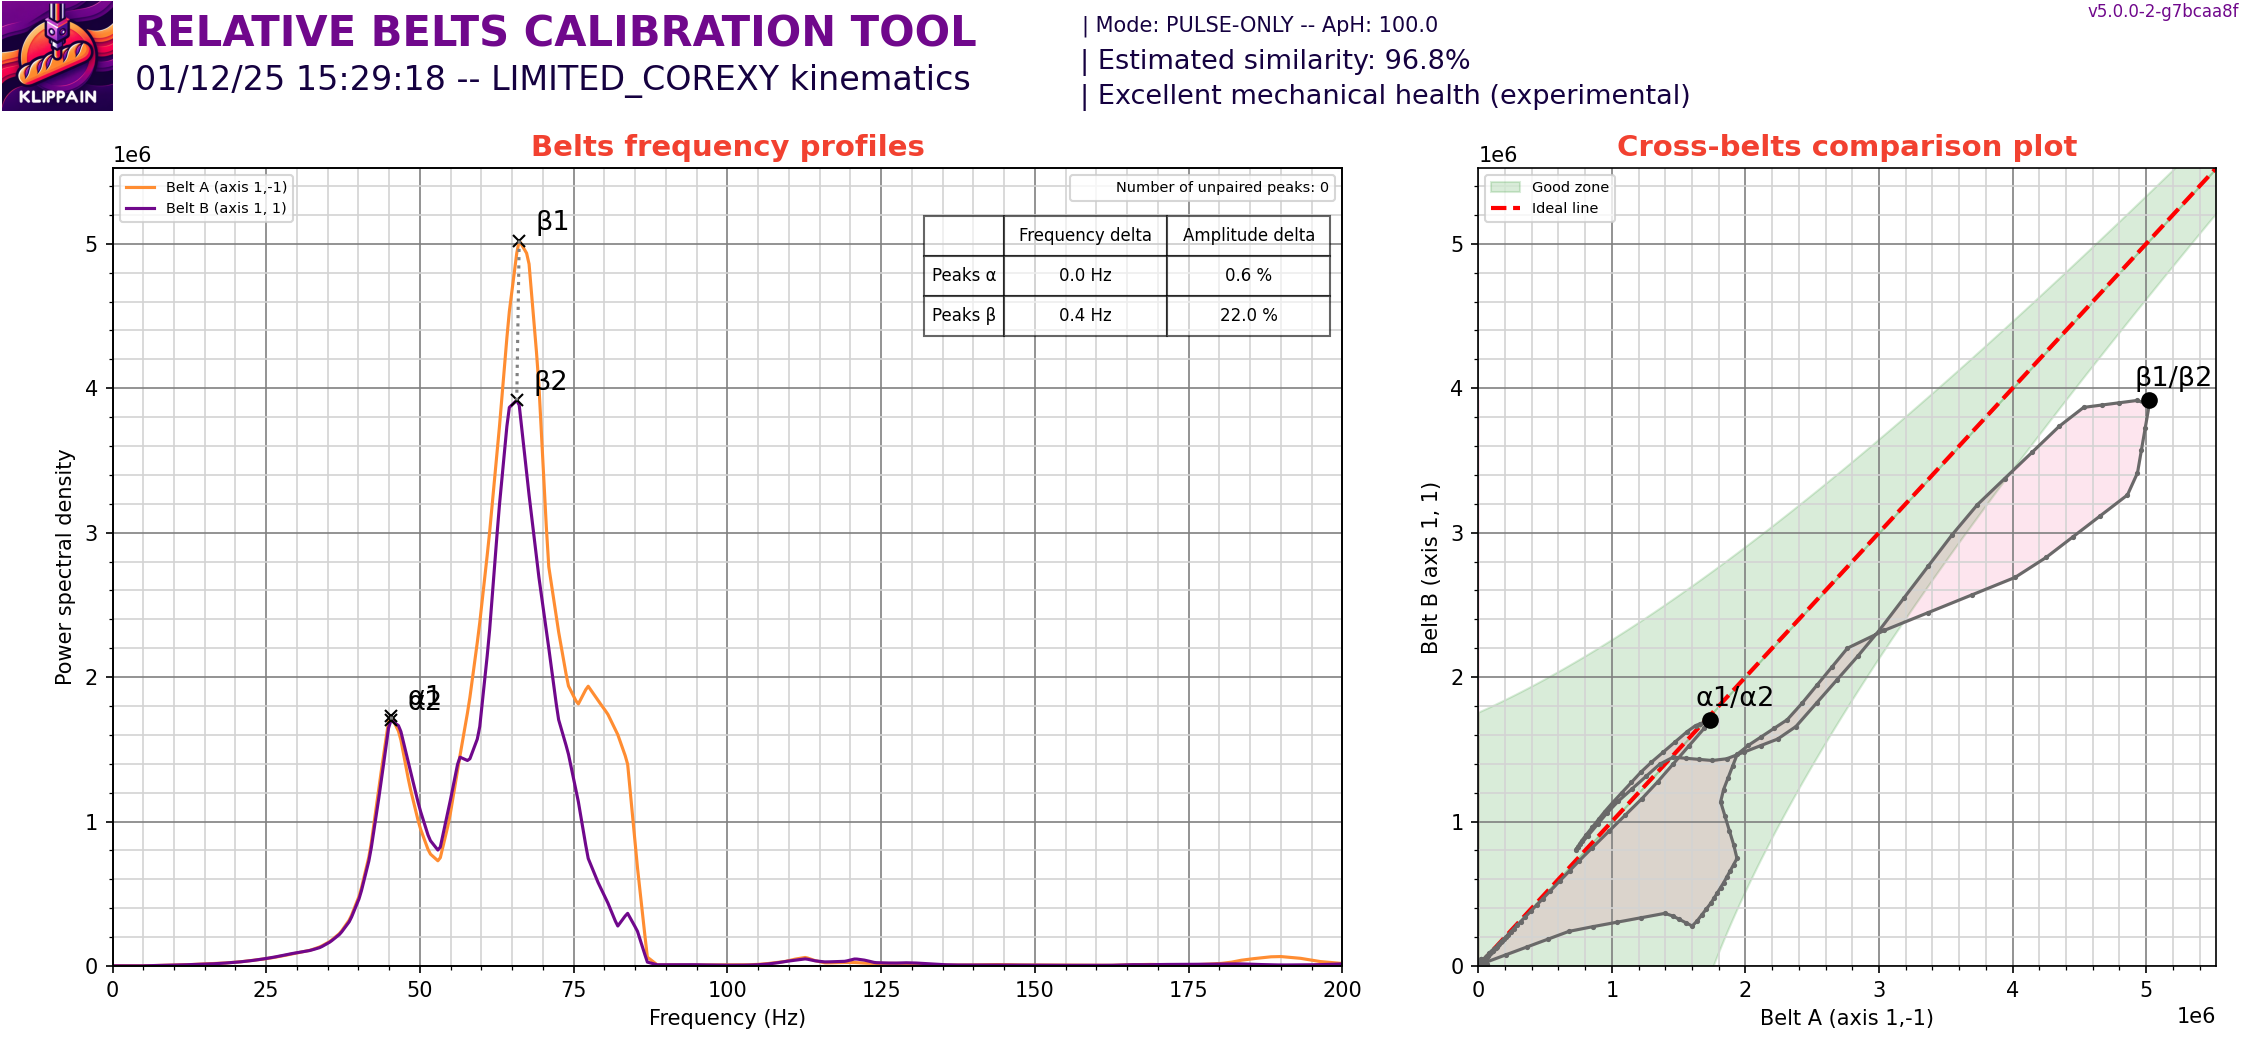 KLIPPAIN
RELATIVE BELTS CALIBRATION TOOL
01/12/25 15:29:18 -- LIMITED_COREXY kinematics
| Mode: PULSE-ONLY -- ApH: 100.0
| Estimated similarity: 96.8%
| Excellent mechanical health (experimental)
v5.0.0-2-g7bcaa8f
Belts frequency profiles
1e6
Belt A (axis 1,-1)
Belt B (axis 1, 1)
Number of unpaired peaks: 0
Frequency delta Amplitude delta
Peaks α 0.0 Hz 0.6 %
Peaks β 0.4 Hz 22.0 %
β1
β2
α1
α2
5
4
3
2
1
0
Power spectral density
0 25 50 75 100 125 150 175 200
Frequency (Hz)
Cross-belts comparison plot
1e6
Good zone
Ideal line
β1/β2
α1/α2
5
4
3
2
1
0
Belt B (axis 1, 1)
0 1 2 3 4 5
Belt A (axis 1,-1)
1e6